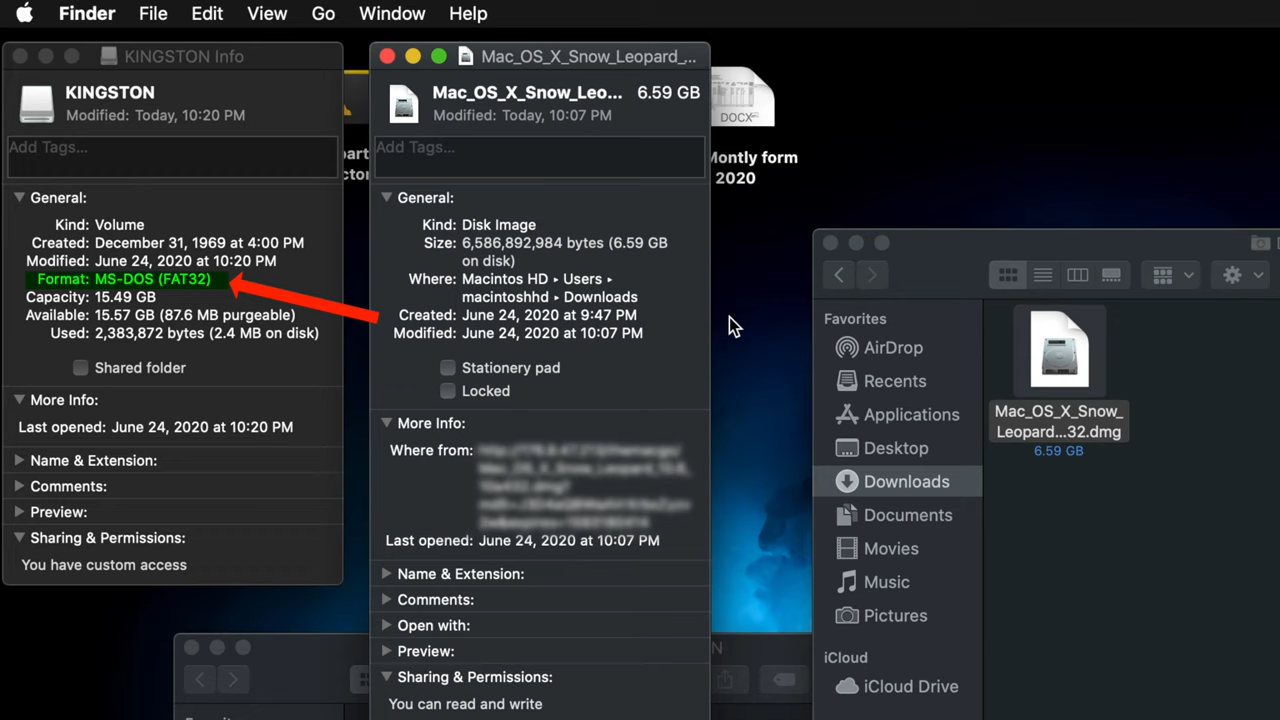 Finder File Edit View Go Window Help
KINGSTON Info
KINGSTON
Modified: Today, 10:20 PM
Add Tags...
General:
Kind: Volume
Created: December 31, 1969 at 4:00 PM
Modified: June 24, 2020 at 10:20 PM
Format: MS-DOS (FAT32)
Capacity: 15.49 GB
Available: 15.57 GB (87.6 MB purgeable)
Used: 2,383,872 bytes (2.4 MB on disk)
Shared folder
More Info:
Last opened: June 24, 2020 at 10:20 PM
Name & Extension:
Comments:
Preview:
Sharing & Permissions:
You have custom access
Mac_OS_X_Snow_Leopard_...
Mac_OS_X_Snow_Leo... 6.59 GB
Modified: Today, 10:07 PM
Add Tags...
General:
Kind: Disk Image
Size: 6,586,892,984 bytes (6.59 GB
on disk)
Where: Macintos HD ▸ Users ▸
macintoshhd ▸ Downloads
Created: June 24, 2020 at 9:47 PM
Modified: June 24, 2020 at 10:07 PM
Stationery pad
Locked
More Info:
Where from:
Last opened: June 24, 2020 at 10:07 PM
Name & Extension:
Comments:
Open with:
Preview:
Sharing & Permissions:
You can read and write
DOCX
Montly form
2020
Favorites
AirDrop
Recents
Applications
Desktop
Downloads
Documents
Movies
Music
Pictures
iCloud
iCloud Drive
Mac_OS_X_Snow_
Leopard...32.dmg
6.59 GB